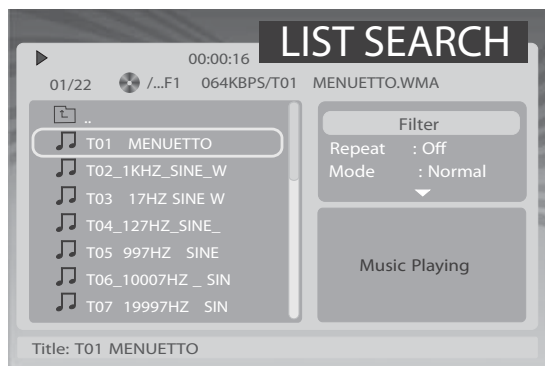 LIST SEARCH
00:00:16
01/22 /...F1 064KBPS/T01 MENUETTO.WMA
..
T01 MENUETTO
T02_1KHZ_SINE_W
T03 17HZ SINE W
T04_127HZ_SINE_
T05 997HZ SINE
T06_10007HZ _ SIN
T07 19997HZ SIN
Filter
Repeat : Off
Mode : Normal
Music Playing
Title: T01 MENUETTO